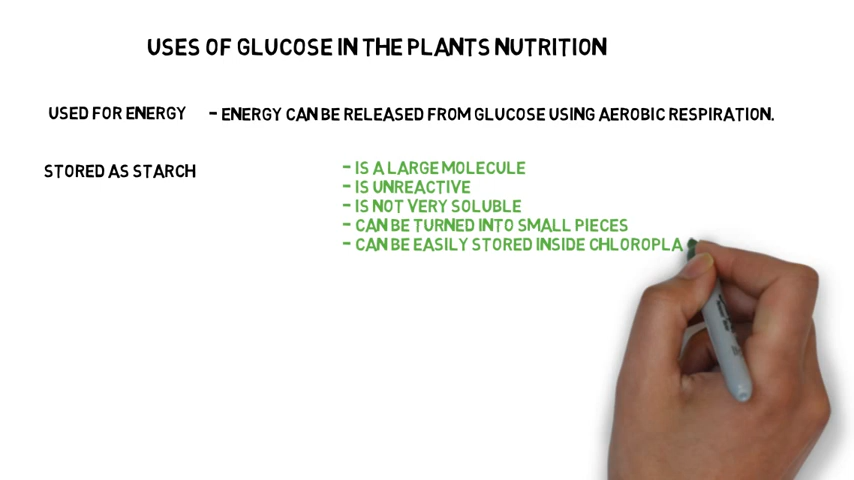 USES OF GLUCOSE IN THE PLANTS NUTRITION
USED FOR ENERGY - ENERGY CAN BE RELEASED FROM GLUCOSE USING AEROBIC RESPIRATION.
STORED AS STARCH
- IS A LARGE MOLECULE
- IS UNREACTIVE
- IS NOT VERY SOLUBLE
- CAN BE TURNED INTO SMALL PIECES
- CAN BE EASILY STORED INSIDE CHLOROPLA